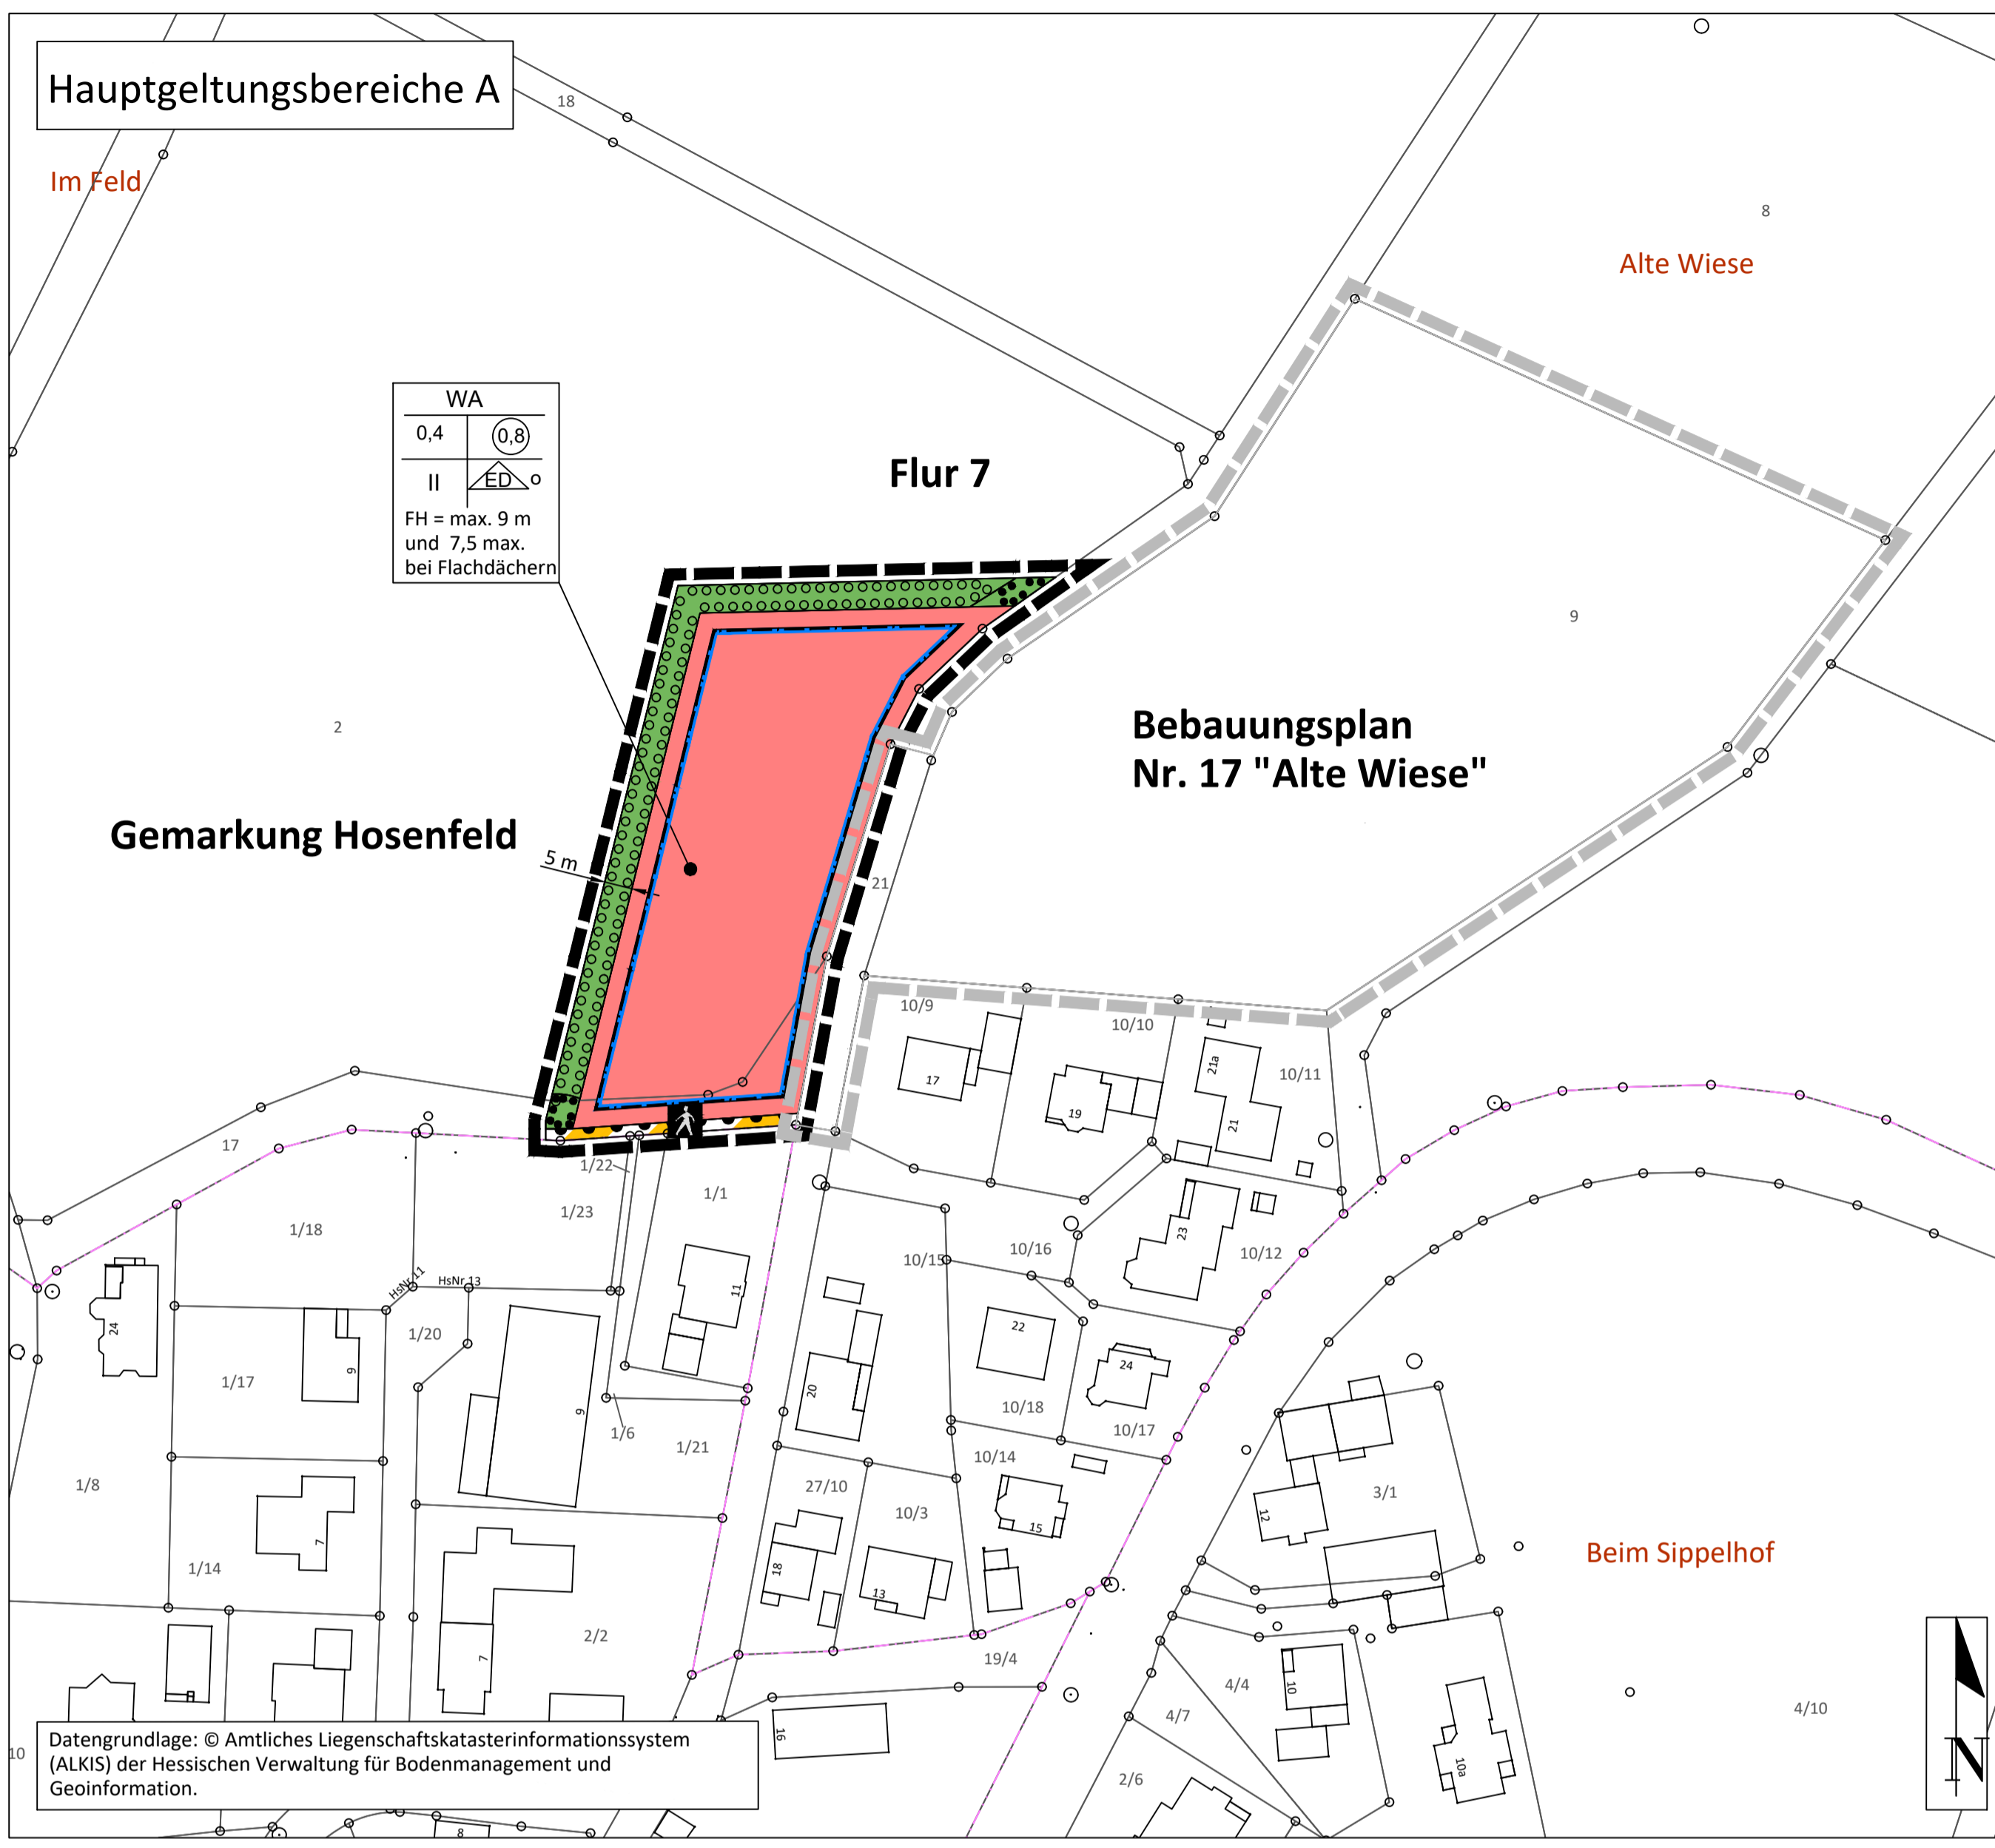 Hauptgeltungsbereiche A
18
Im Feld
8
Alte Wiese
WA
0,4
0,8
II
ED
o
FH = max. 9 m
und 7,5 max.
bei Flachdächern
Flur 7
9
2
Bebauungsplan
Nr. 17 "Alte Wiese"
Gemarkung Hosenfeld
5 m
21
10/9
10/10
21a
10/11
17
19
21
17
1/22
1/1
1/23
1/18
10/15
10/16
23
10/12
HsNr.11
HsNr.13
11
24
1/20
22
9
1/17
20
24
9
10/18
10/17
1/6
1/21
10/14
1/8
27/10
10/3
3/1
12
15
7
Beim Sippelhof
1/14
18
13
2/2
7
19/4
4/4
10
4/7
4/10
16
10a
2/6
Datengrundlage: © Amtliches Liegenschaftskatasterinformationssystem
(ALKIS) der Hessischen Verwaltung für Bodenmanagement und
Geoinformation.
10
8
N